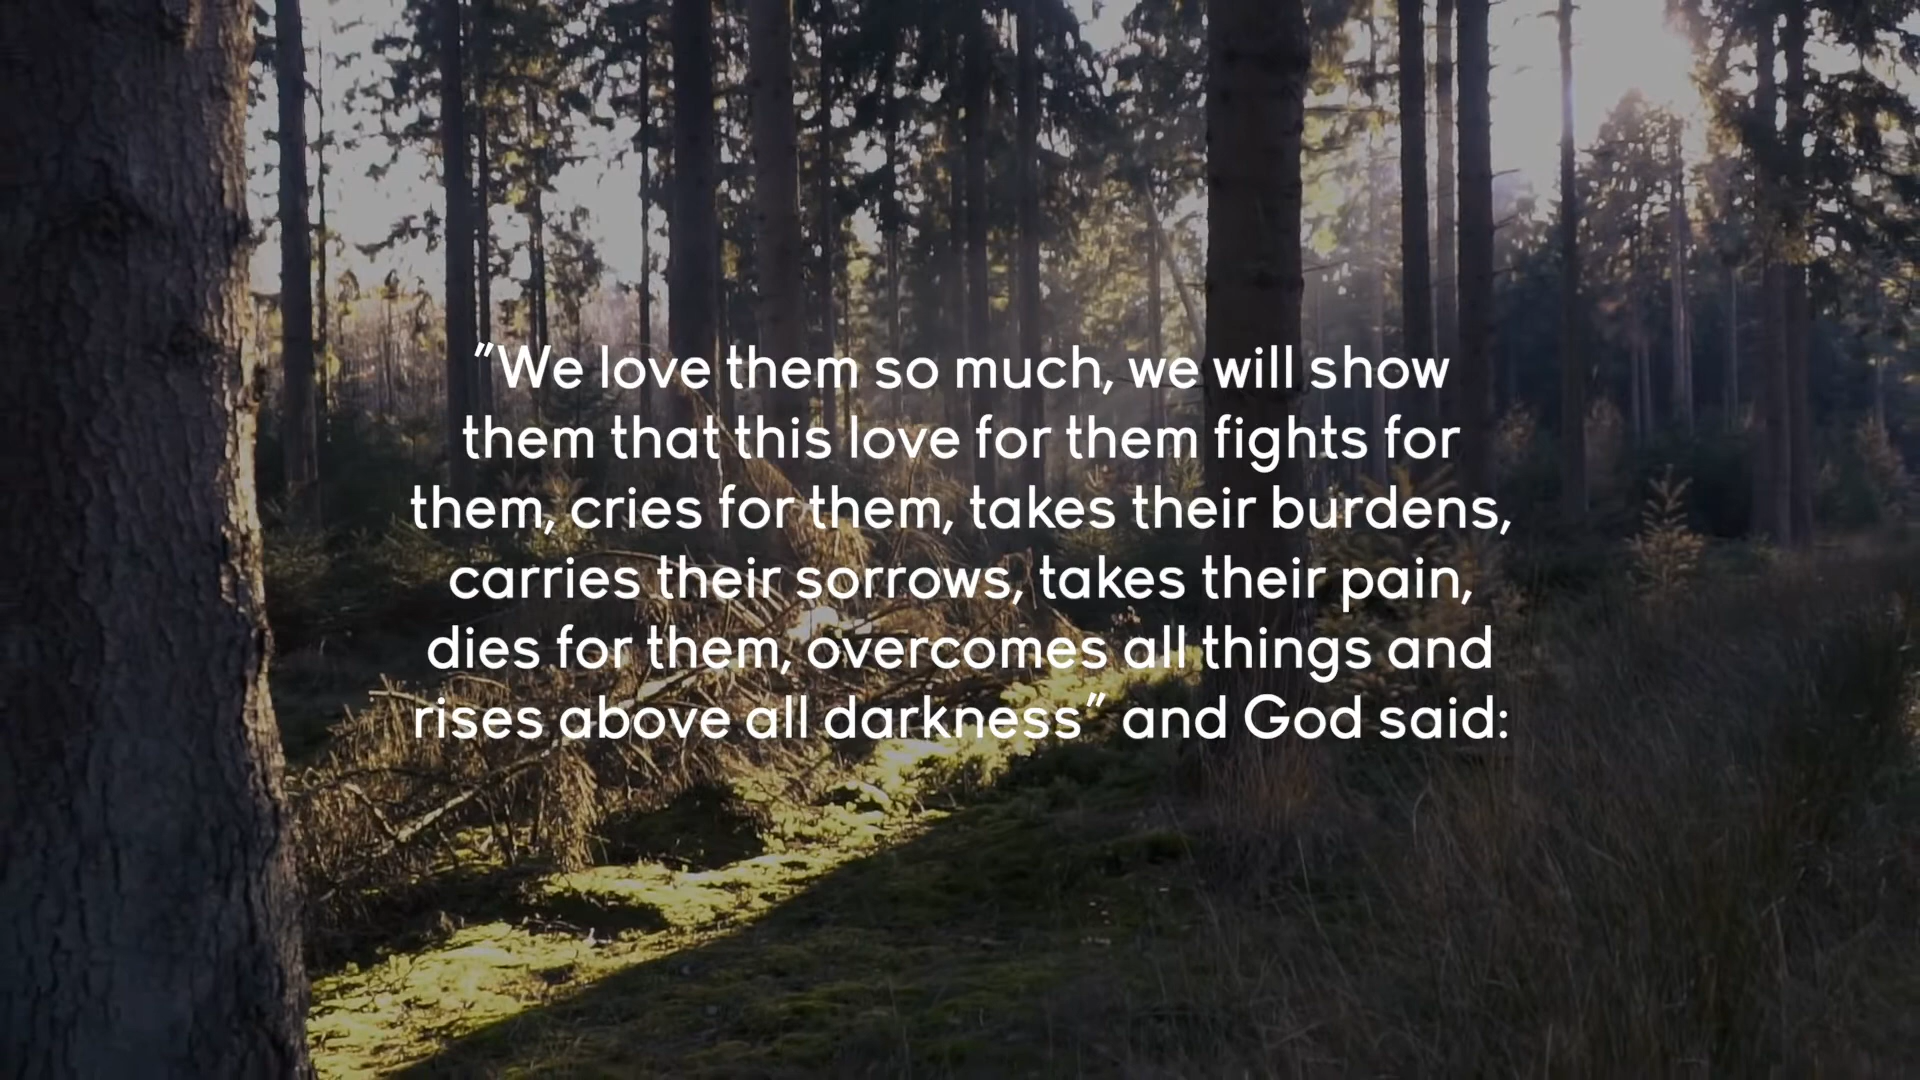 "We love them so much, we will show
them that this love for them fights for
them, cries for them, takes their burdens,
carries their sorrows, takes their pain,
dies for them, overcomes all things and
rises above all darkness" and God said: